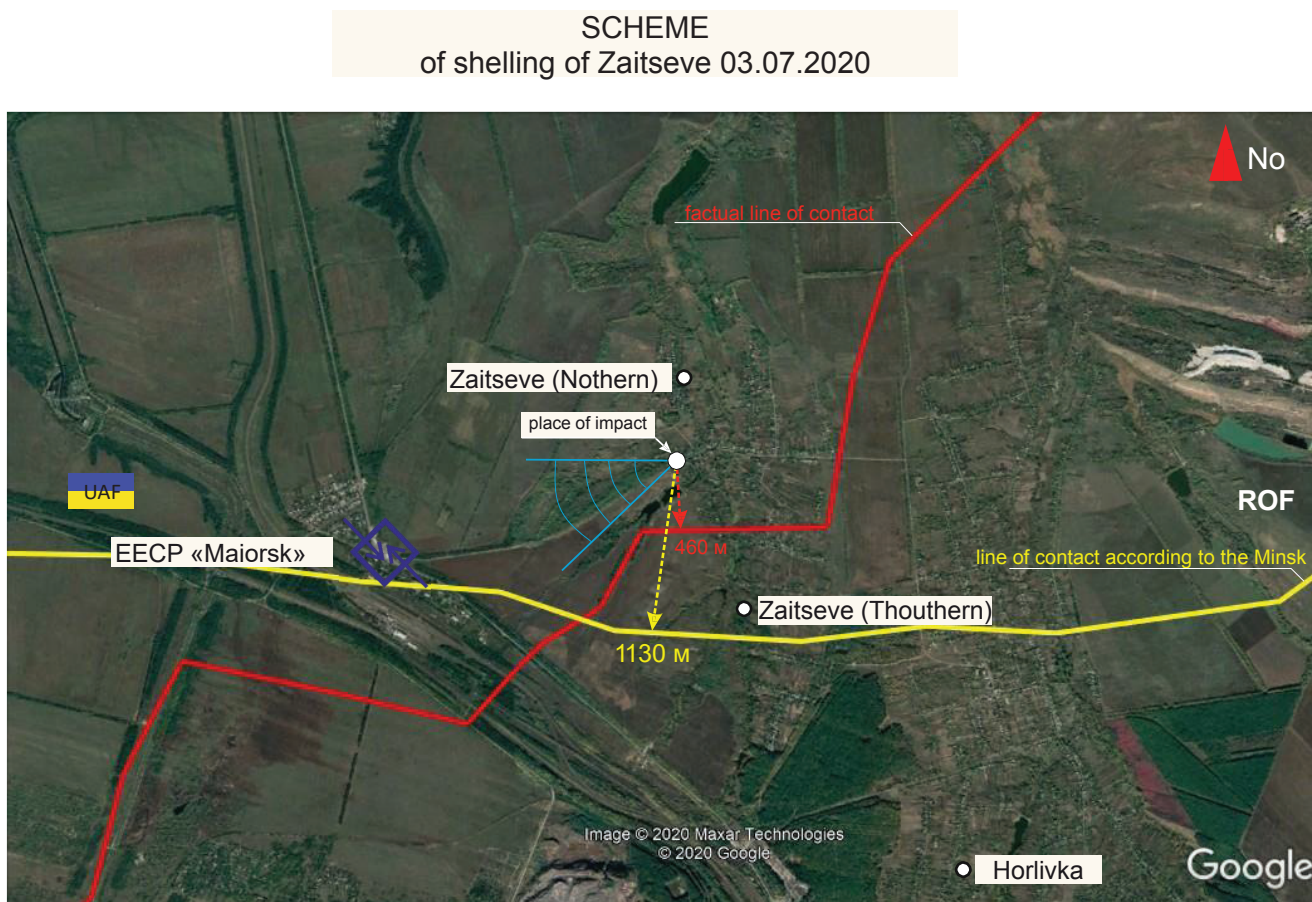 SCHEME
of shelling of Zaitseve 03.07.2020
No
factual line of contact
Zaitseve (Nothern)
place of impact
UAF
ROF
460 м
EECP «Maiorsk»
line of contact according to the Minsk
Zaitseve (Thouthern)
1130 м
Image © 2020 Maxar Technologies
© 2020 Google
Horlivka
Google